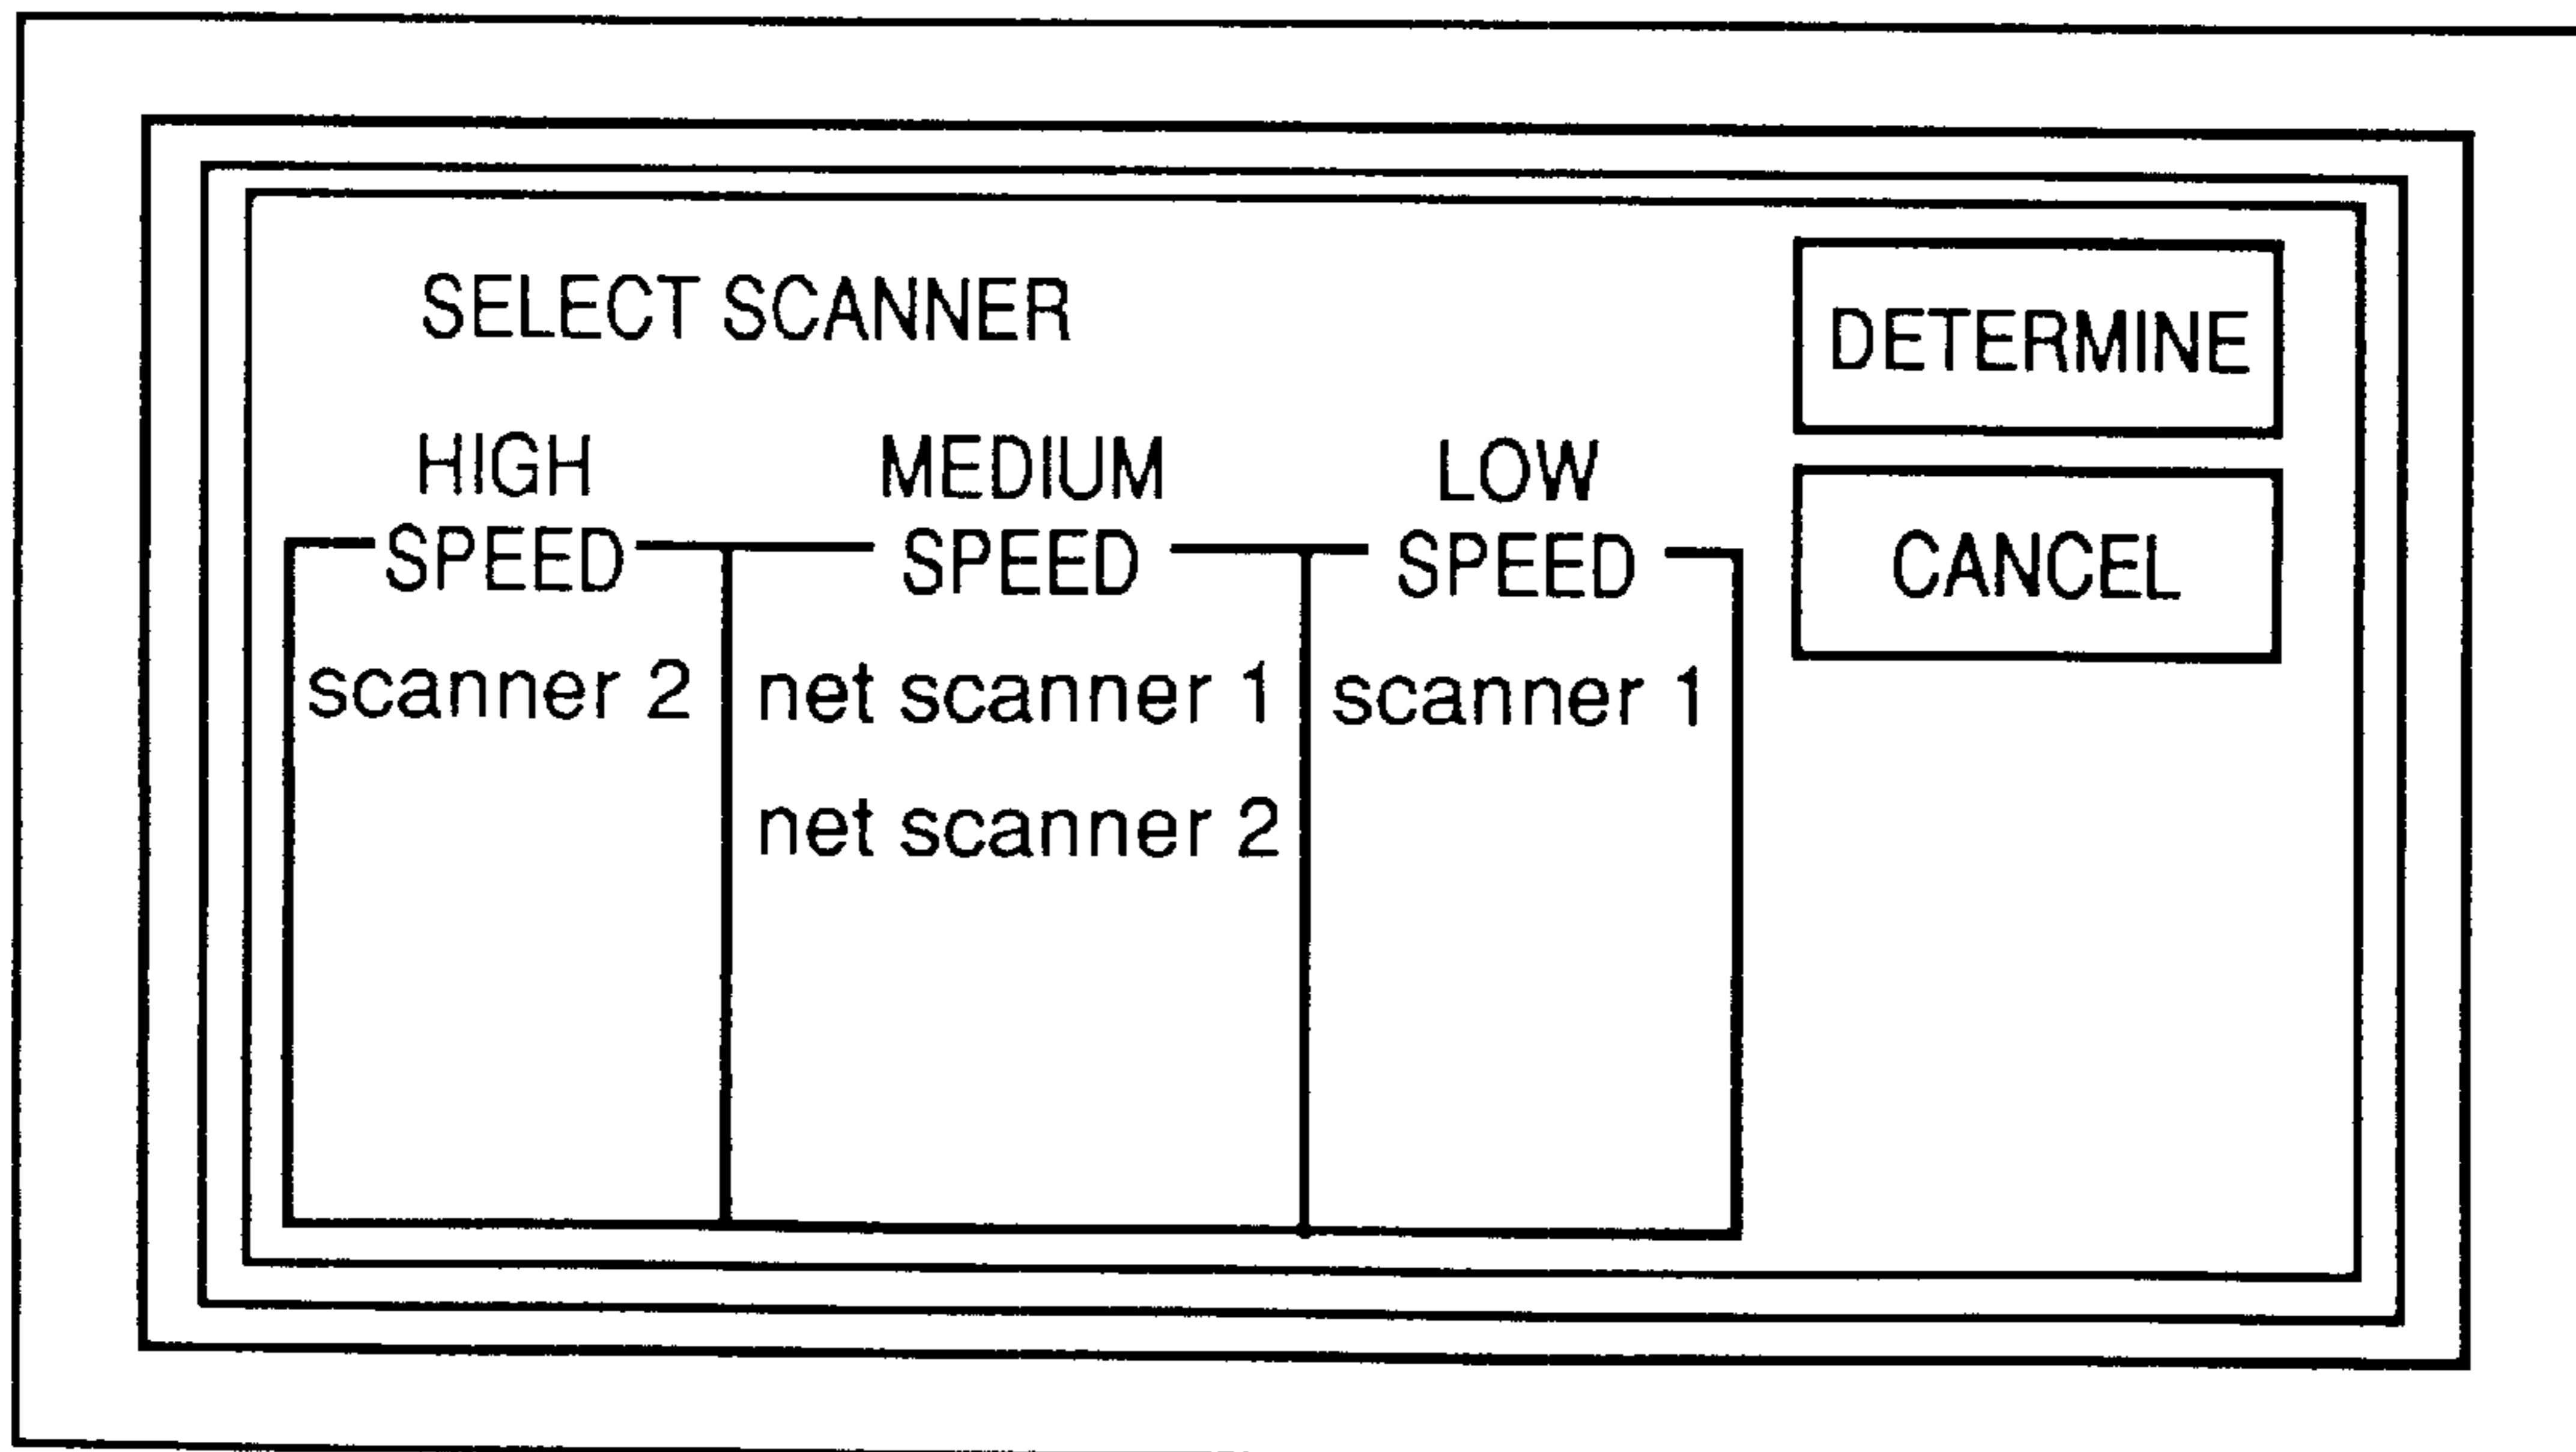 SELECT SCANNER
DETERMINE
CANCEL
HIGH SPEED
MEDIUM SPEED
LOW SPEED
scanner 2
net scanner 1
scanner 1
net scanner 2